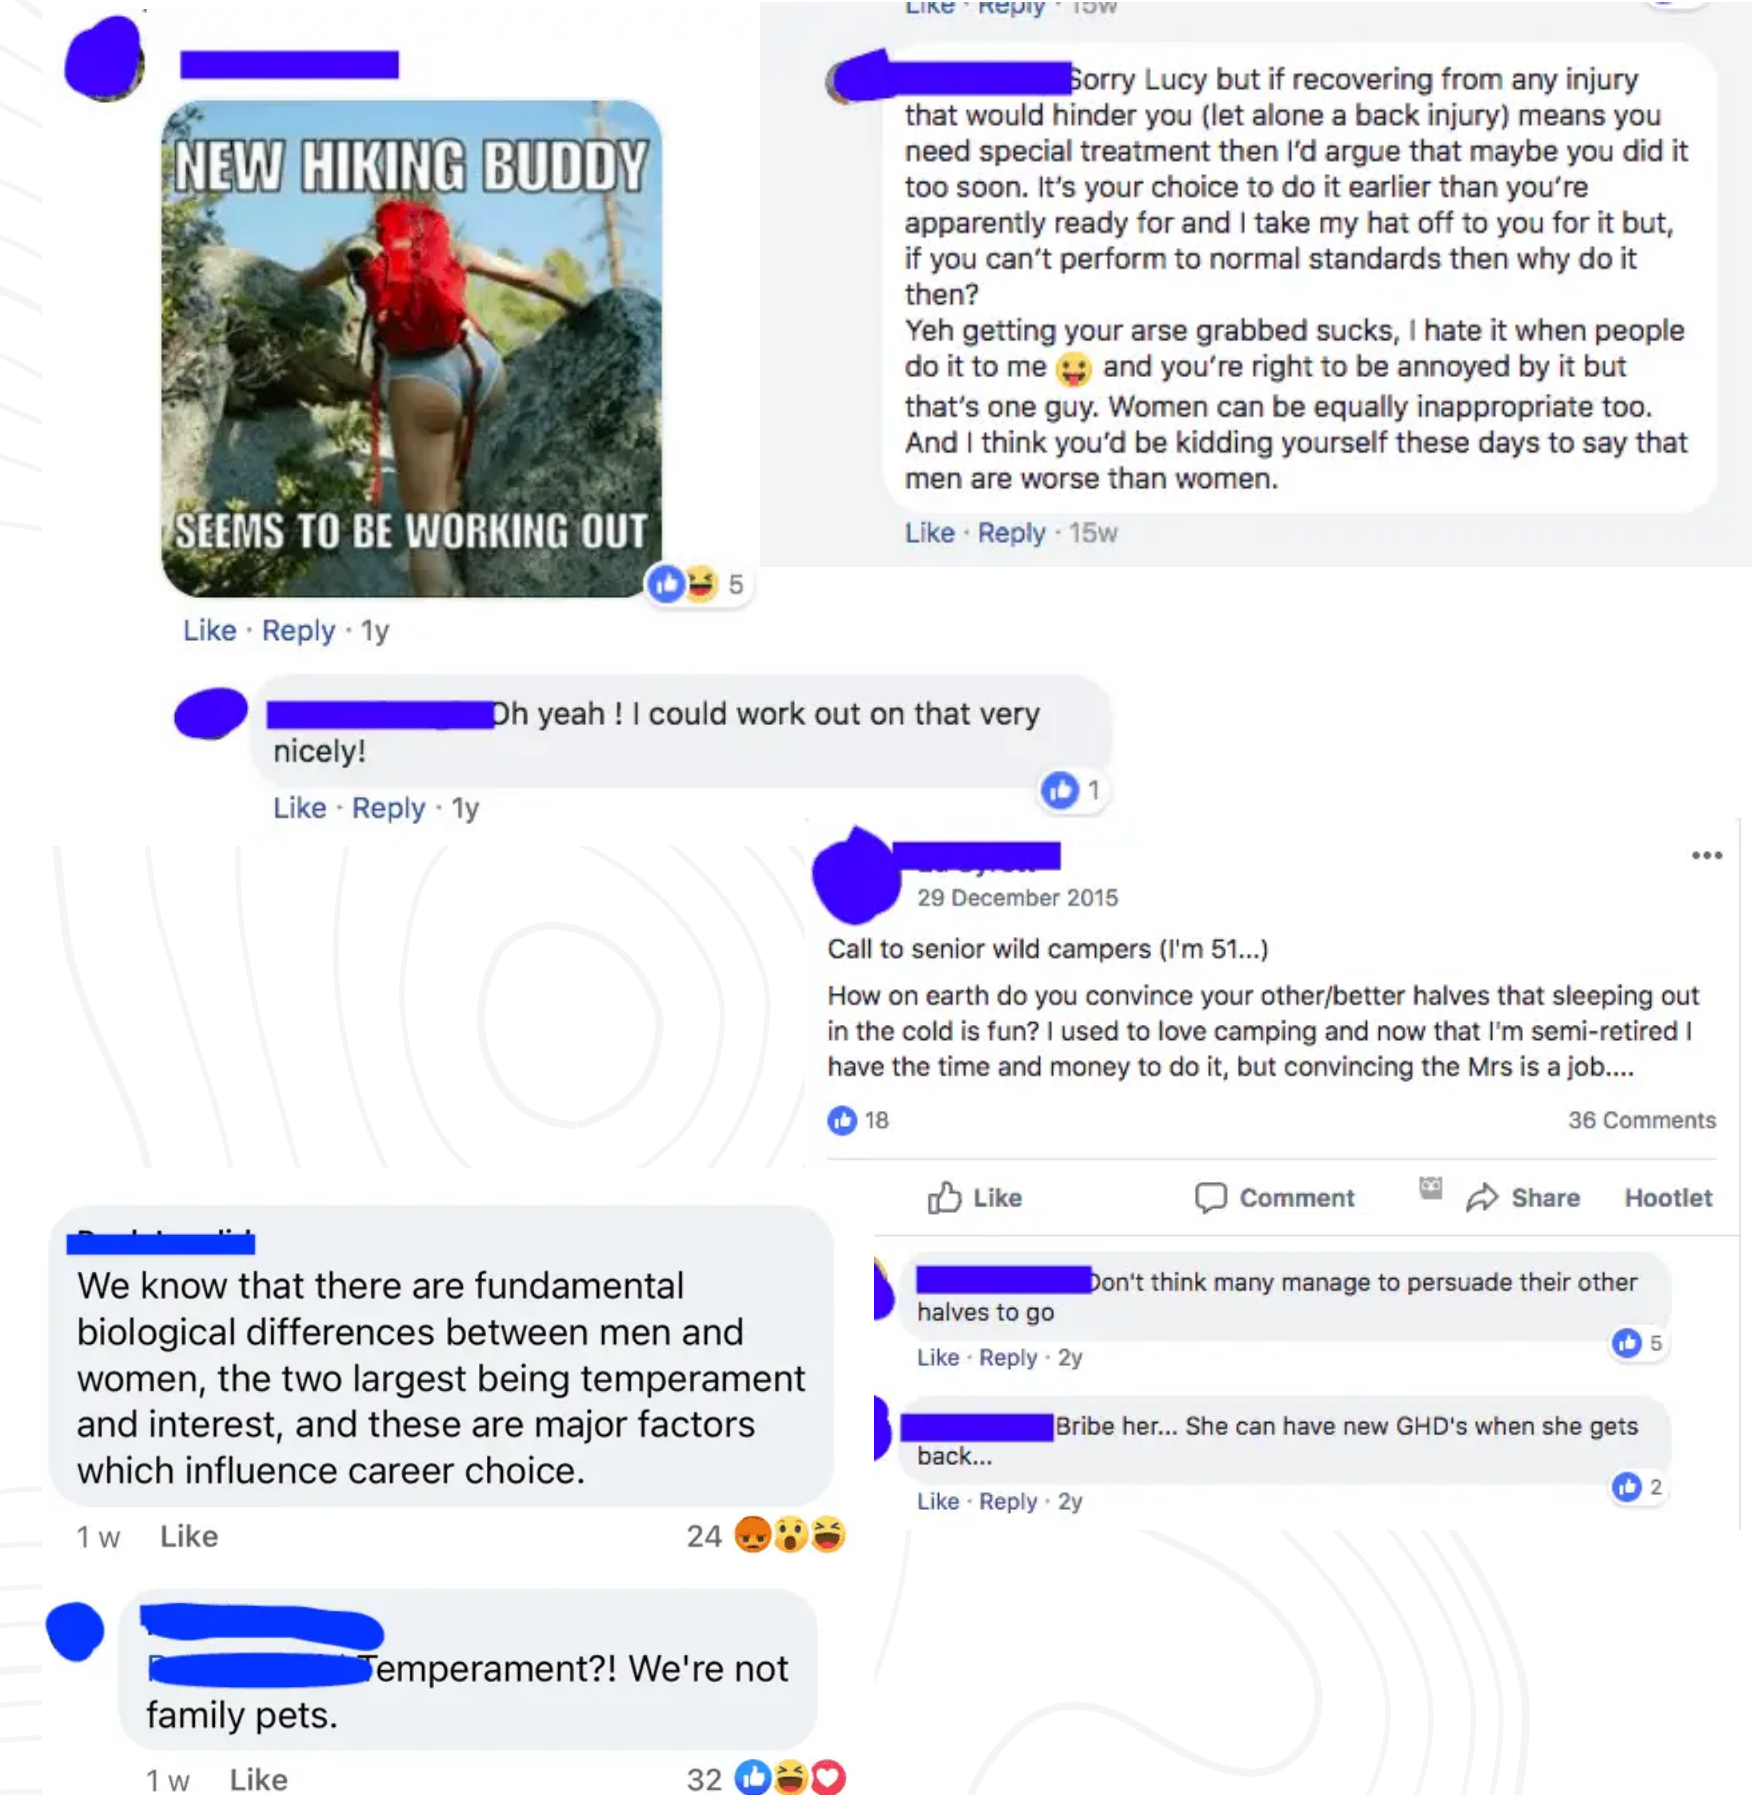 NEW HIKING BUDDY
SEEMS TO BE WORKING OUT
5
Like · Reply · 1y
Oh yeah ! I could work out on that very
nicely!
1
Like · Reply · 1y
Like · Reply · 15w
Sorry Lucy but if recovering from any injury
that would hinder you (let alone a back injury) means you
need special treatment then I'd argue that maybe you did it
too soon. It's your choice to do it earlier than you're
apparently ready for and I take my hat off to you for it but,
if you can't perform to normal standards then why do it
then?
Yeh getting your arse grabbed sucks, I hate it when people
do it to me 😛 and you're right to be annoyed by it but
that's one guy. Women can be equally inappropriate too.
And I think you'd be kidding yourself these days to say that
men are worse than women.
Like · Reply · 15w
29 December 2015
Call to senior wild campers (I'm 51...)
How on earth do you convince your other/better halves that sleeping out
in the cold is fun? I used to love camping and now that I'm semi-retired I
have the time and money to do it, but convincing the Mrs is a job....
18
36 Comments
Like
Comment
Share
Hootlet
Don't think many manage to persuade their other
halves to go
5
Like · Reply · 2y
Bribe her... She can have new GHD's when she gets
back...
2
Like · Reply · 2y
We know that there are fundamental
biological differences between men and
women, the two largest being temperament
and interest, and these are major factors
which influence career choice.
1 w Like 24
Temperament?! We're not
family pets.
1 w Like 32